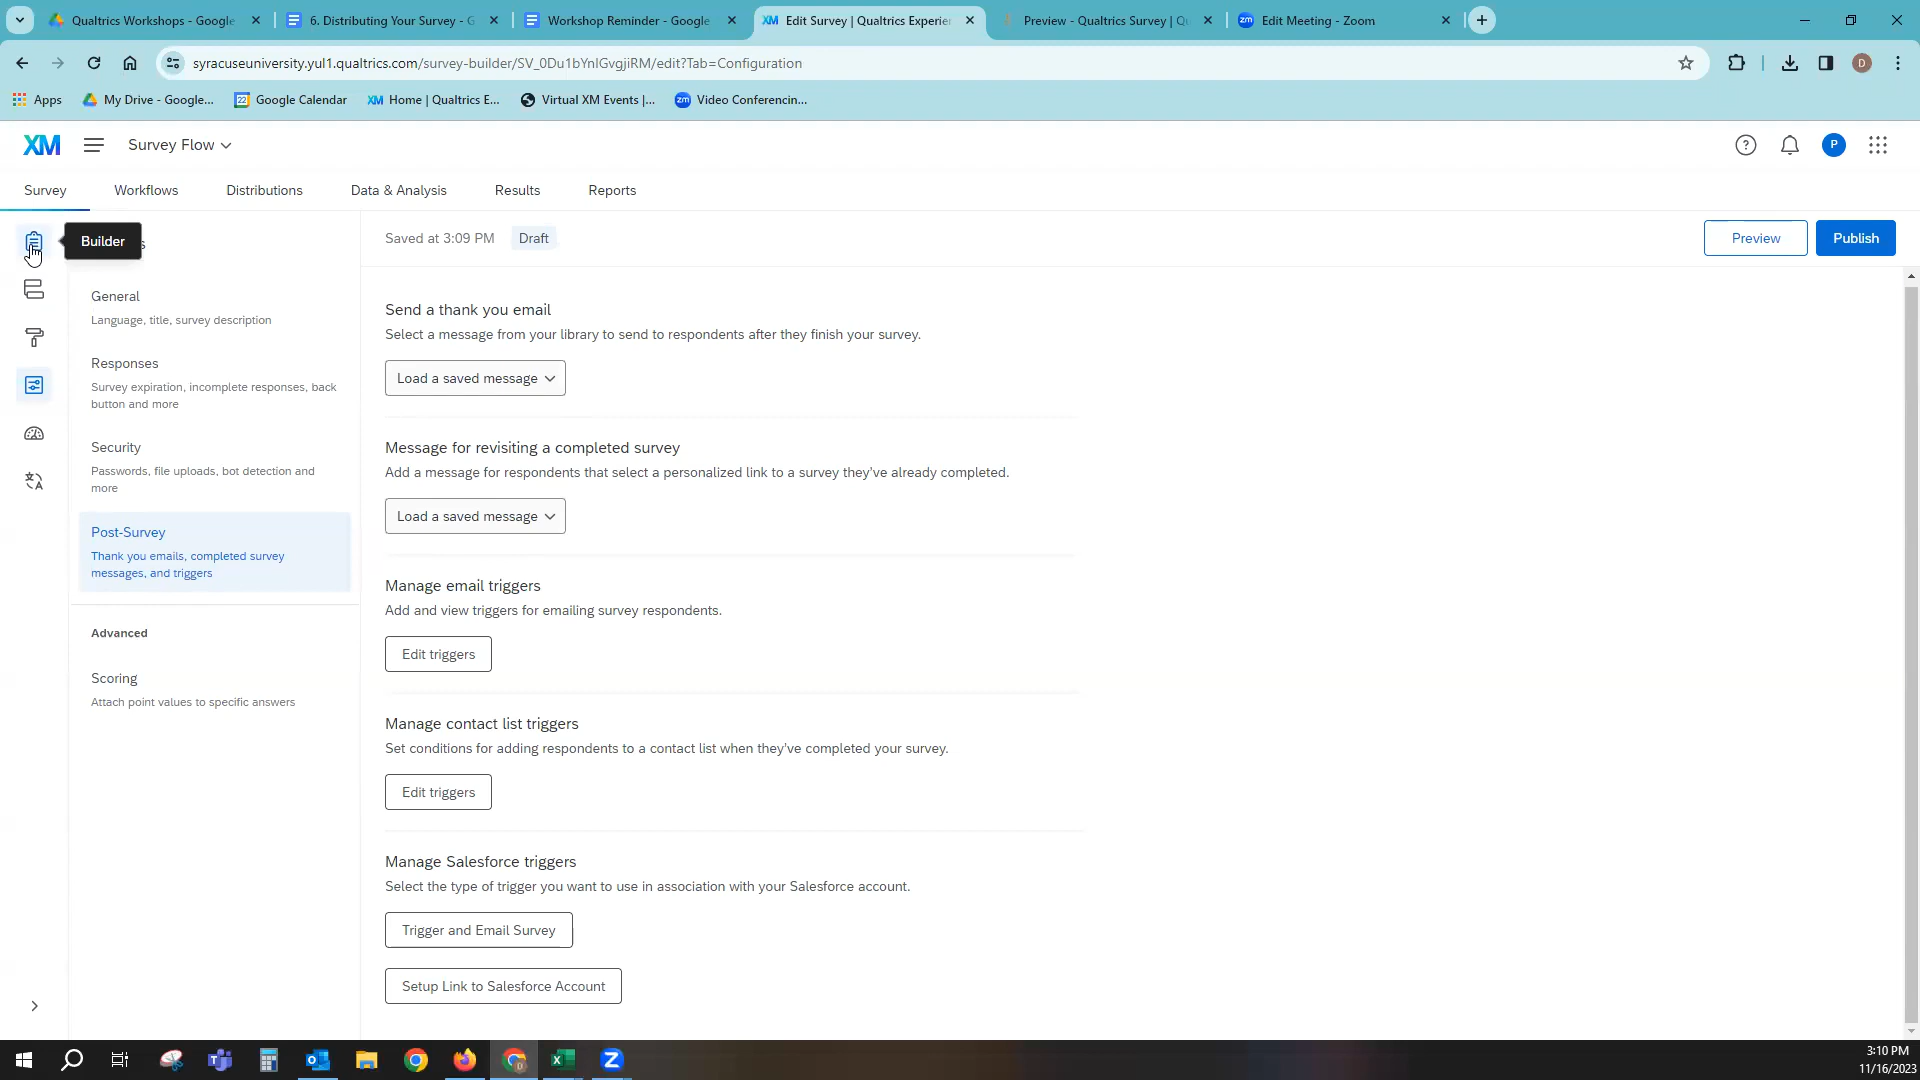 Qualtrics Workshops - Google
6. Distributing Your Survey - G
Workshop Reminder - Google
XM Edit Survey | Qualtrics Experie
Preview - Qualtrics Survey | Q
zm Edit Meeting - Zoom
syracuseuniversity.yul1.qualtrics.com/survey-builder/SV_0Du1bYnIGvgjiRM/edit?Tab=Configuration
D
Apps
My Drive - Google...
22 Google Calendar
XM Home | Qualtrics E...
Virtual XM Events |...
zm Video Conferencin...
XM
Survey Flow
?
P
Survey
Workflows
Distributions
Data & Analysis
Results
Reports
Builder
s
Saved at 3:09 PM
Draft
Preview
Publish
General
Language, title, survey description
Responses
Survey expiration, incomplete responses, back
button and more
Security
Passwords, file uploads, bot detection and
more
Post-Survey
Thank you emails, completed survey
messages, and triggers
Advanced
Scoring
Attach point values to specific answers
Send a thank you email
Select a message from your library to send to respondents after they finish your survey.
Load a saved message
Message for revisiting a completed survey
Add a message for respondents that select a personalized link to a survey they've already completed.
Load a saved message
Manage email triggers
Add and view triggers for emailing survey respondents.
Edit triggers
Manage contact list triggers
Set conditions for adding respondents to a contact list when they've completed your survey.
Edit triggers
Manage Salesforce triggers
Select the type of trigger you want to use in association with your Salesforce account.
Trigger and Email Survey
Setup Link to Salesforce Account
3:10 PM
11/16/2023